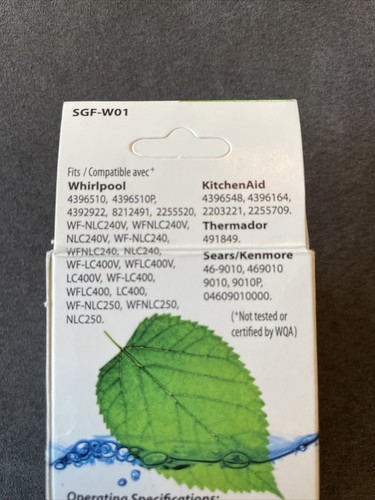 SGF-W01
Fits / Compatible avec+
Whirlpool
4396510, 4396510P,
4392922, 8212491, 2255520,
WF-NLC240V, WFNLC240V,
NLC240V, WF-NLC240,
WFNLC240, NLC240,
WF-LC400V, WFLC400V,
LC400V, WF-LC400,
WFLC400, LC400,
WF-NLC250, WFNLC250,
NLC250.
KitchenAid
4396548, 4396164,
2203221, 2255709.
Thermador
491849.
Sears/Kenmore
46-9010, 469010
9010, 9010P,
04609010000.
(+Not tested or
certified by WQA)
Operating Specifications: